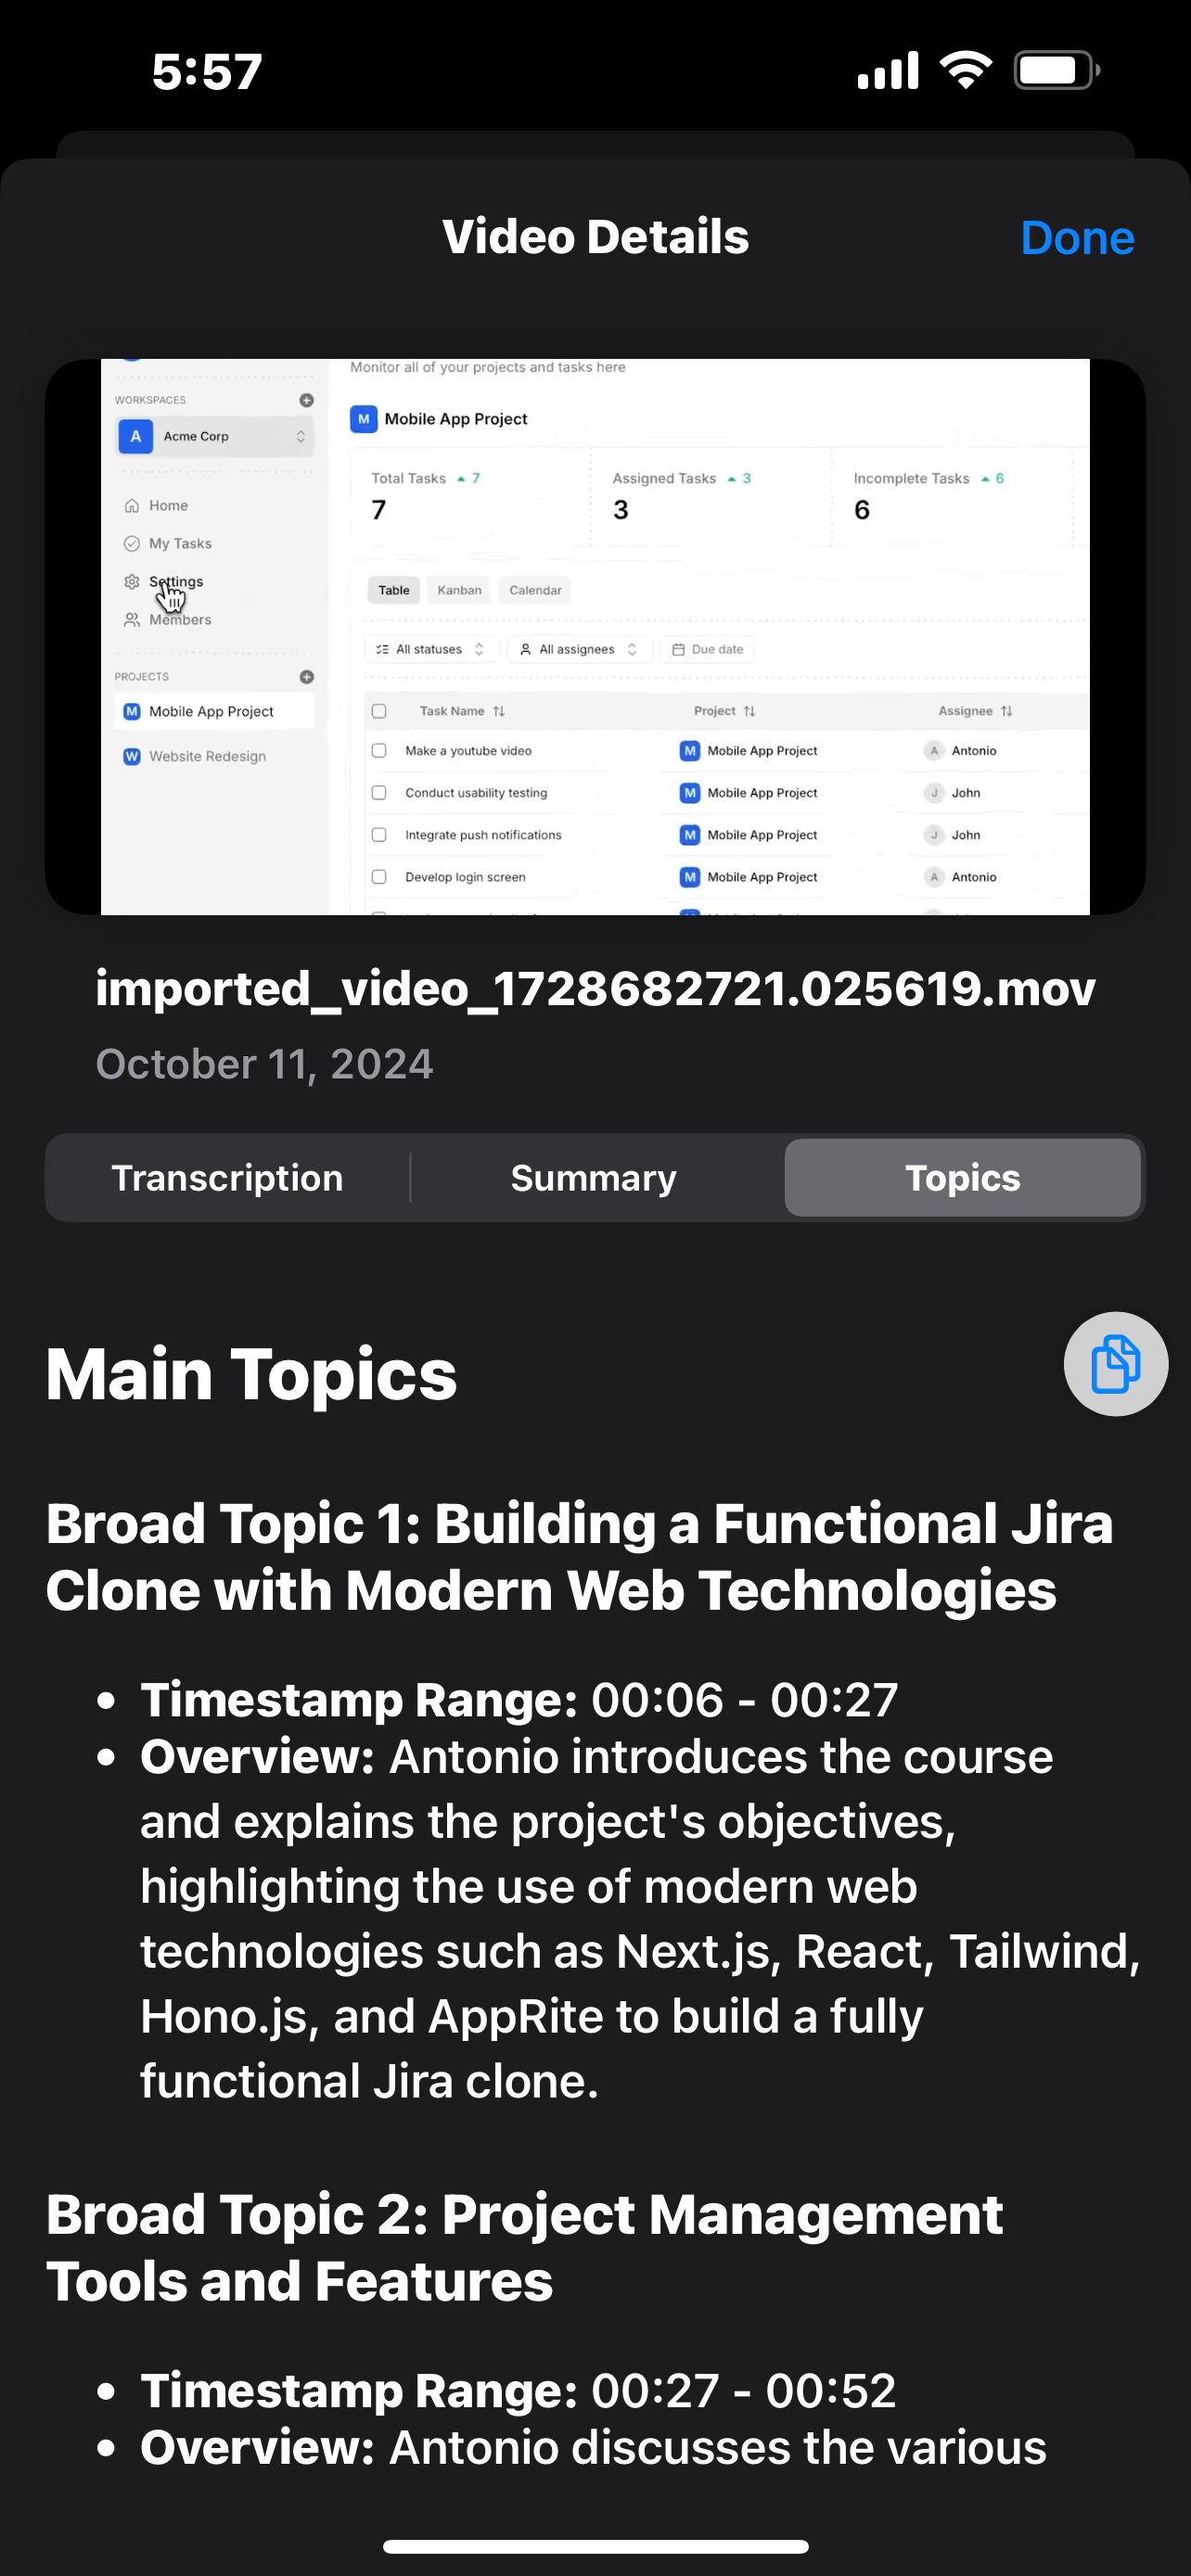 5:57
Video Details
Done
Monitor all of your projects and tasks here
WORKSPACES
A Acme Corp
Home
My Tasks
Settings
Members
PROJECTS
M Mobile App Project
W Website Redesign
M Mobile App Project
Total Tasks 7
7
Assigned Tasks 3
3
Incomplete Tasks 6
6
Table Kanban Calendar
All statuses All assignees Due date
Task Name Project Assignee
Make a youtube video M Mobile App Project A Antonio
Conduct usability testing M Mobile App Project J John
Integrate push notifications M Mobile App Project J John
Develop login screen M Mobile App Project A Antonio
imported_video_1728682721.025619.mov
October 11, 2024
Transcription Summary Topics
Main Topics
Broad Topic 1: Building a Functional Jira
Clone with Modern Web Technologies
• Timestamp Range: 00:06 - 00:27
• Overview: Antonio introduces the course
and explains the project's objectives,
highlighting the use of modern web
technologies such as Next.js, React, Tailwind,
Hono.js, and AppRite to build a fully
functional Jira clone.
Broad Topic 2: Project Management
Tools and Features
• Timestamp Range: 00:27 - 00:52
• Overview: Antonio discusses the various